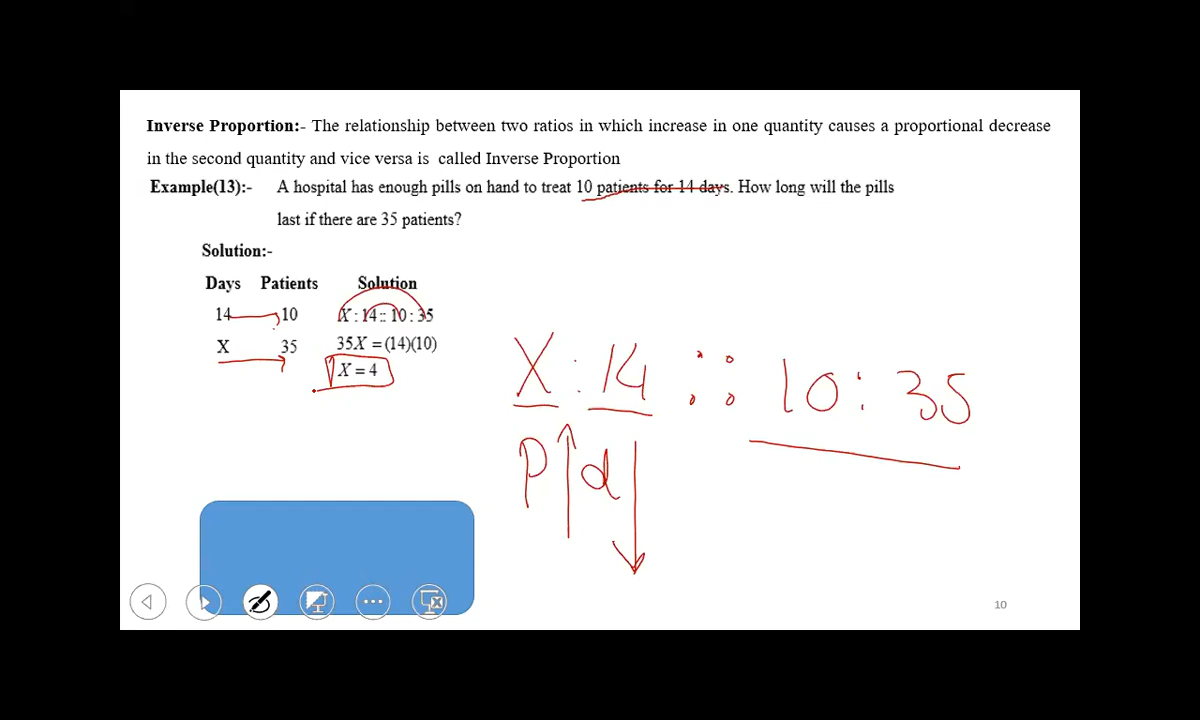 Inverse Proportion:- The relationship between two ratios in which increase in one quantity causes a proportional decrease
in the second quantity and vice versa is called Inverse Proportion
Example(13):- A hospital has enough pills on hand to treat 10 patients for 14 days. How long will the pills
last if there are 35 patients?
Solution:-
Days Patients Solution
14 10 X : 14 :: 10 : 35
X 35 35X = (14)(10)
X = 4
X : 14 :: 10 : 35
P d
10